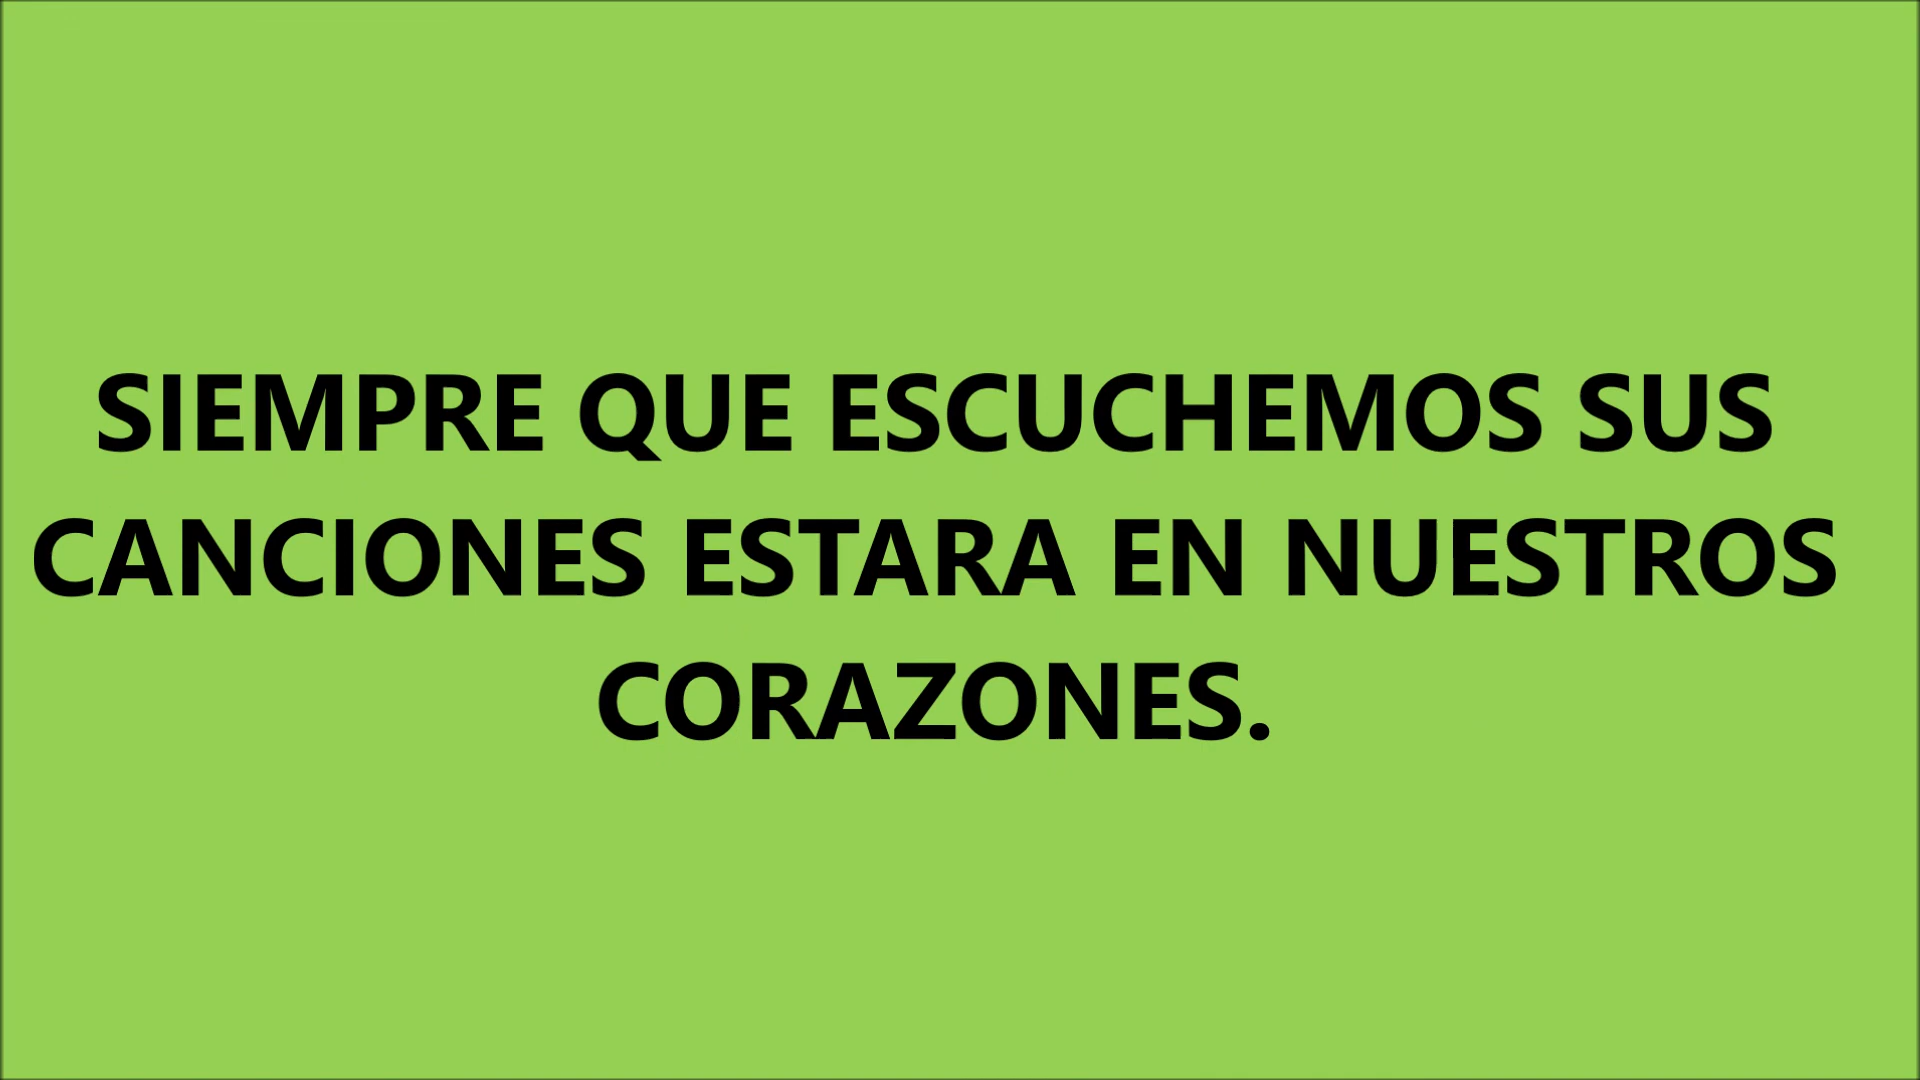 SIEMPRE QUE ESCUCHEMOS SUS
CANCIONES ESTARA EN NUESTROS
CORAZONES.